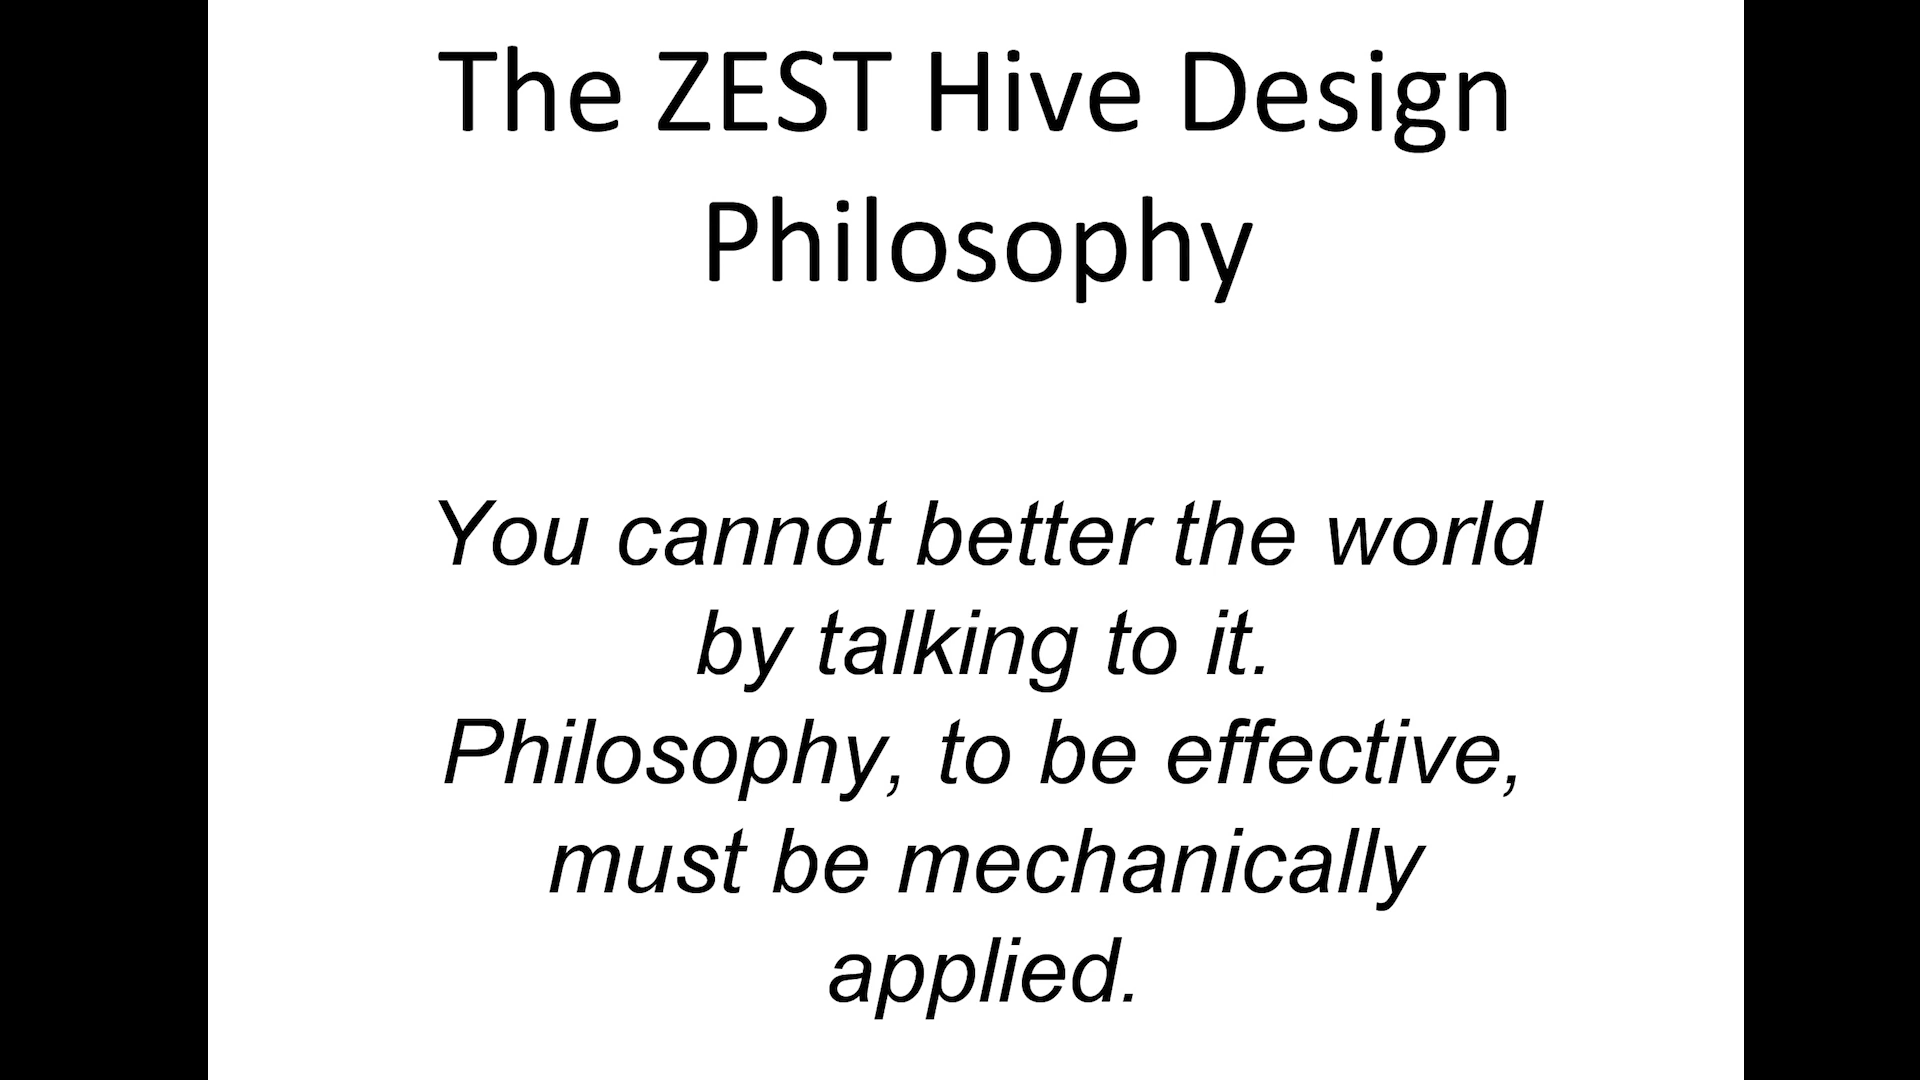 The ZEST Hive Design
Philosophy
You cannot better the world
by talking to it.
Philosophy, to be effective,
must be mechanically
applied.